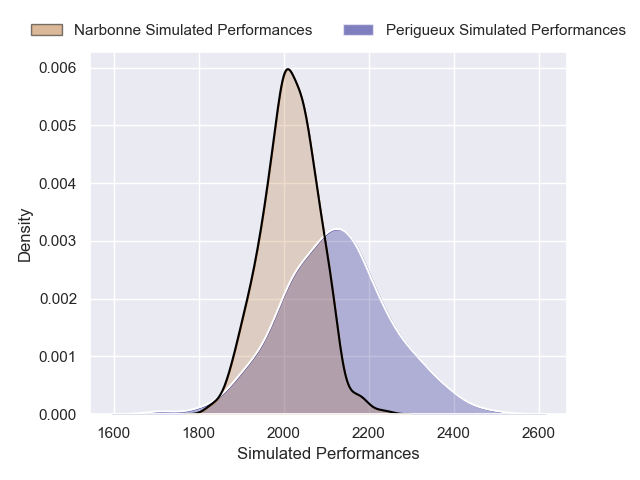 Narbonne Simulated Performances Perigueux Simulated Performances
0.006
0.005
0.004
0.003
0.002
0.001
0.000
Density
1600 1800 2000 2200 2400 2600
Simulated Performances